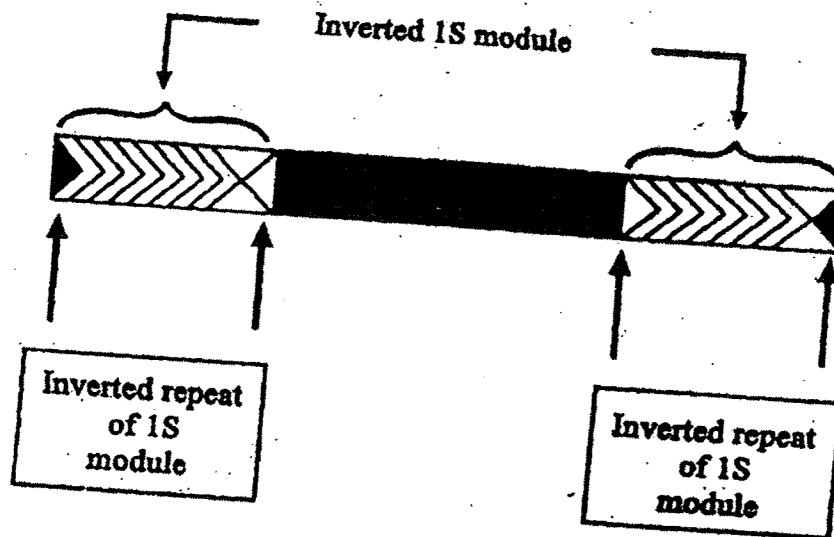 Inverted 1S module
Inverted repeat
of 1S
module
Inverted repeat
of 1S
module